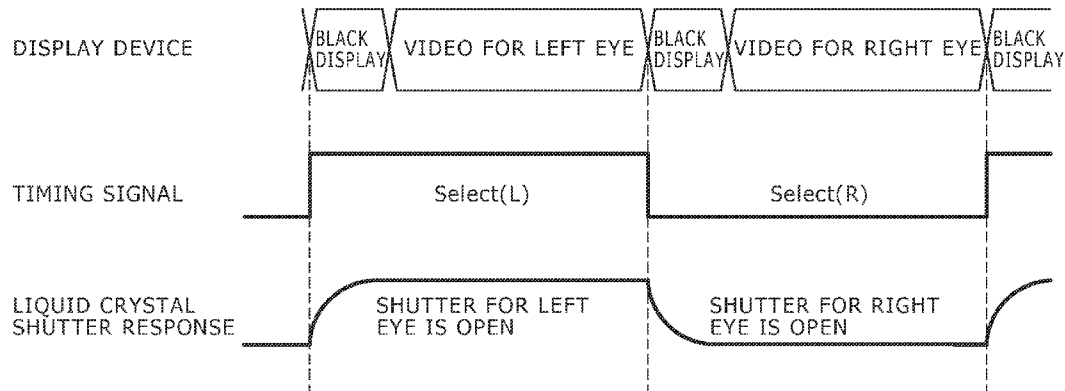 DISPLAY DEVICE
BLACK DISPLAY
VIDEO FOR LEFT EYE
BLACK DISPLAY
VIDEO FOR RIGHT EYE
BLACK DISPLAY
TIMING SIGNAL
Select(L)
Select(R)
LIQUID CRYSTAL
SHUTTER RESPONSE
SHUTTER FOR LEFT
EYE IS OPEN
SHUTTER FOR RIGHT
EYE IS OPEN